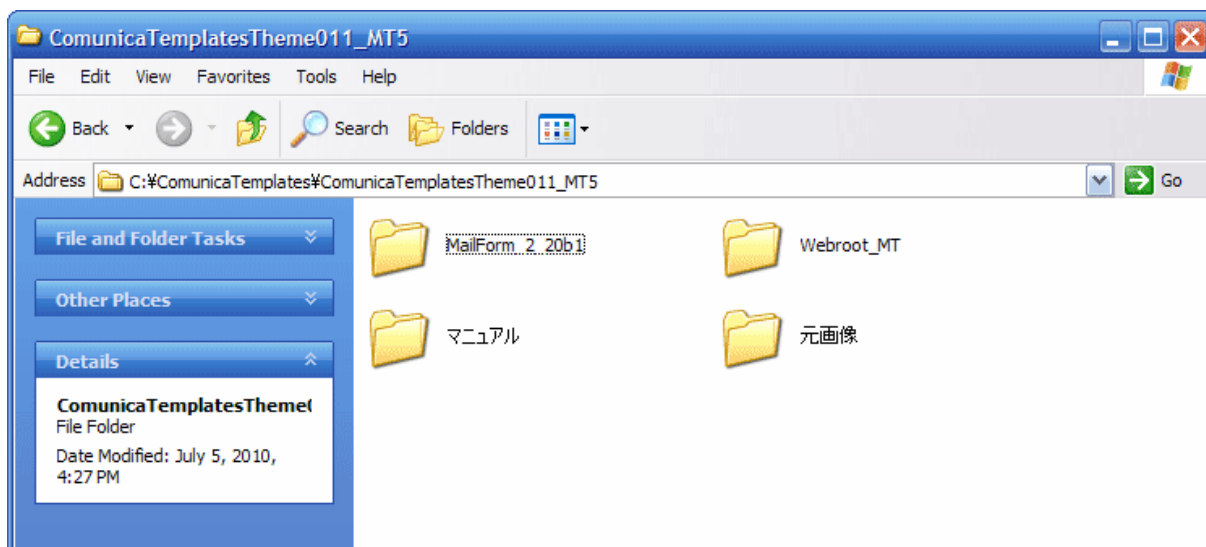 ComunicaTemplatesTheme011_MT5
File Edit View Favorites Tools Help
Back Search Folders
Address C:¥ComunicaTemplates¥ComunicaTemplatesTheme011_MT5 Go
File and Folder Tasks
Other Places
Details
ComunicaTemplatesTheme
File Folder
Date Modified: July 5, 2010,
4:27 PM
MailForm_2_20b1 Webroot_MT
マニュアル 元画像